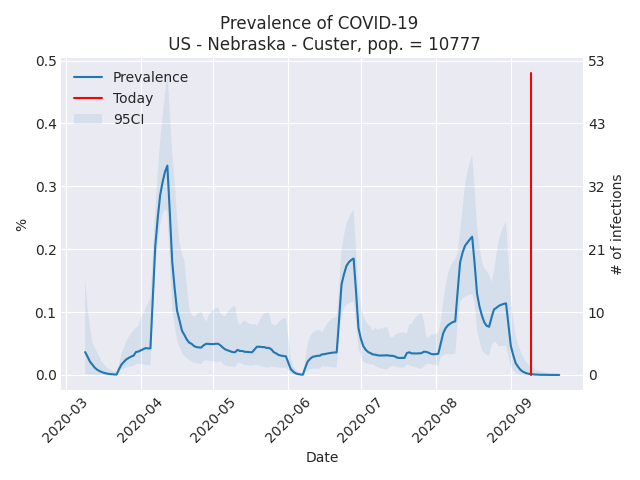 Prevalence of COVID-19
US - Nebraska - Custer, pop. = 10777
Prevalence
Today
95CI
0.5
0.4
0.3
0.2
0.1
0.0
%
53
43
32
21
10
0
# of infections
2020-03
2020-04
2020-05
2020-06
2020-07
2020-08
2020-09
Date